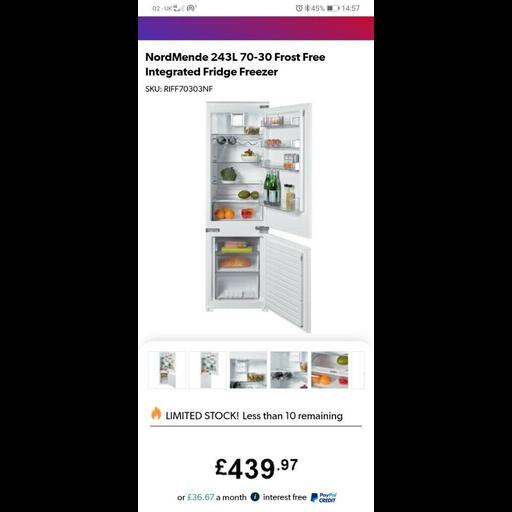 O2 - UK 45% 14:57
NordMende 243L 70-30 Frost Free
Integrated Fridge Freezer
SKU: RIFF70303NF
LIMITED STOCK! Less than 10 remaining
£439.97
or £36.67 a month i interest free PayPal CREDIT